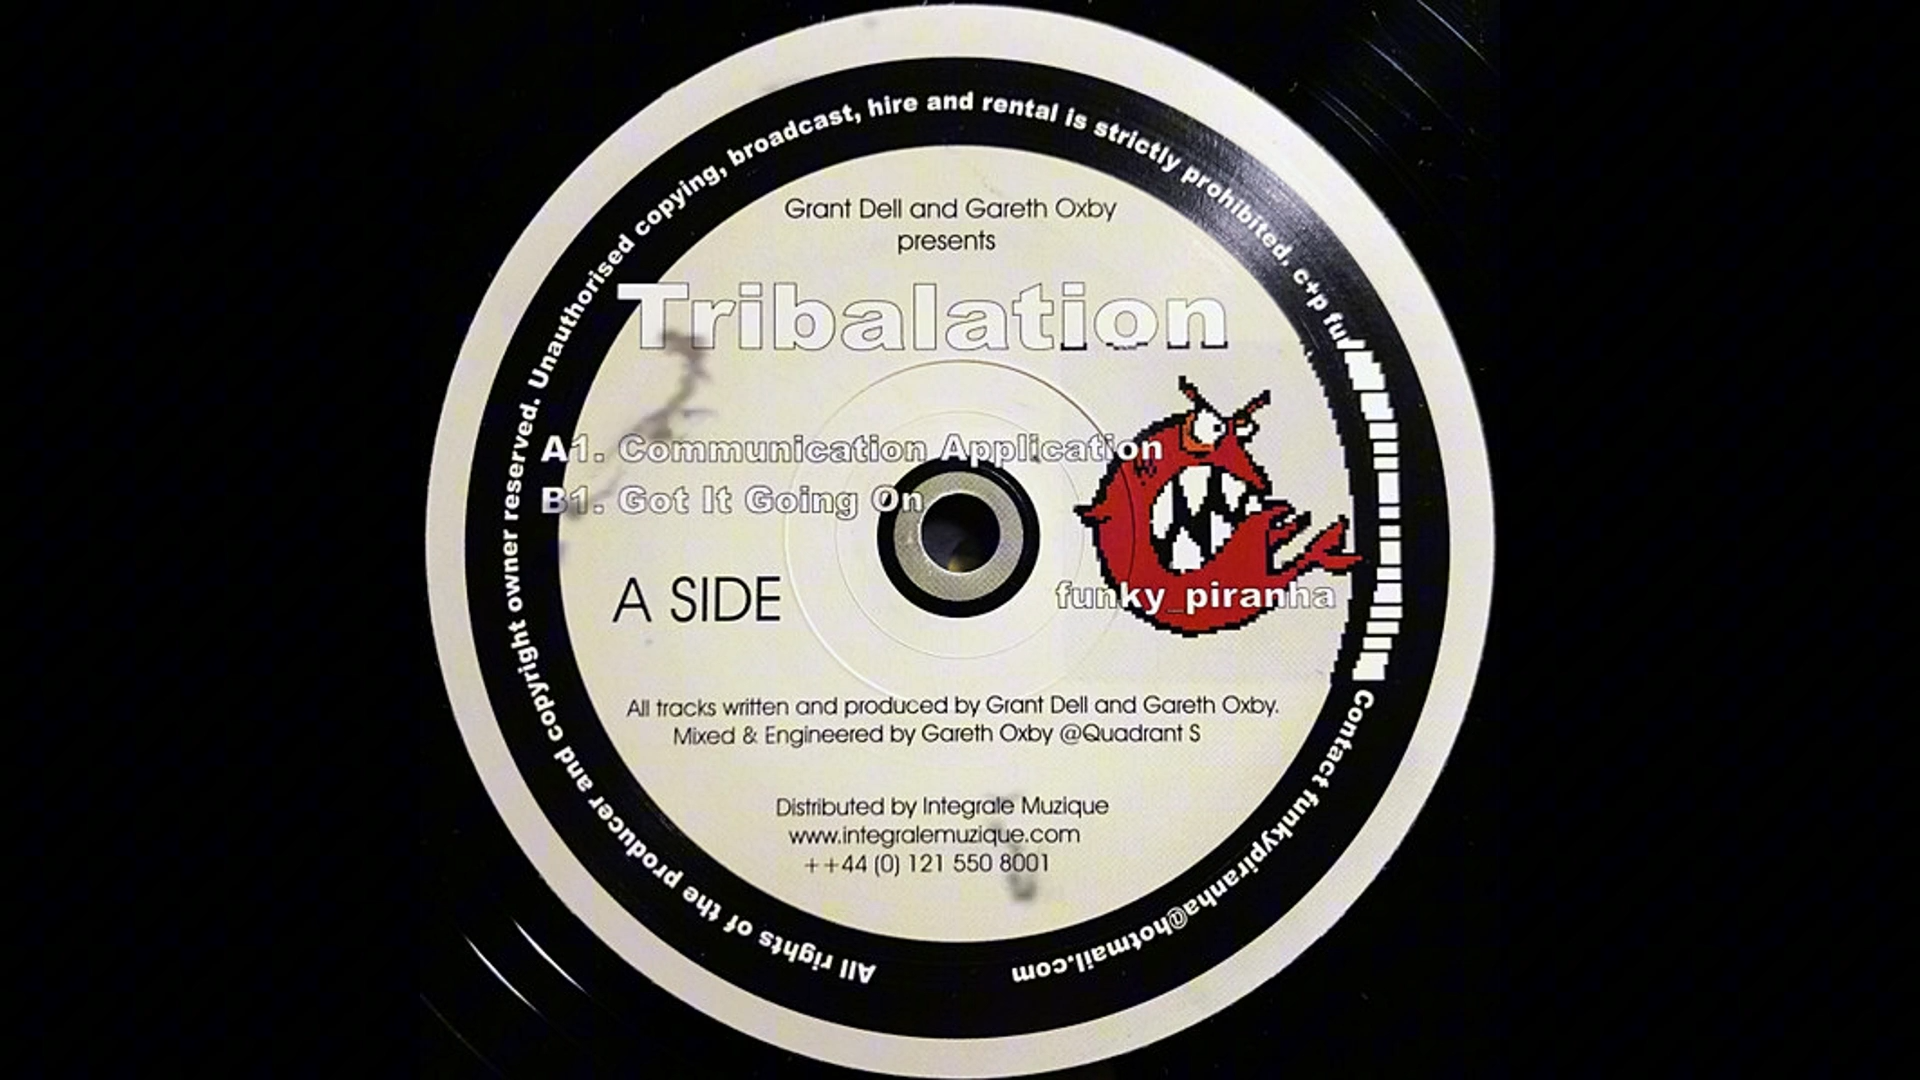 All rights of the producer and copyright owner reserved. Unauthorised copying, broadcast, hire and rental is strictly prohibited. c+p fun
Contact funkypiranha@hotmail.com
Grant Dell and Gareth Oxby
presents
Tribalation
A1. Communication Application
B1. Got It Going On
A SIDE
funky_piranha
All tracks written and produced by Grant Dell and Gareth Oxby.
Mixed & Engineered by Gareth Oxby @Quadrant S
Distributed by Integrale Muzique
www.integralemuzique.com
++44 (0) 121 550 8001